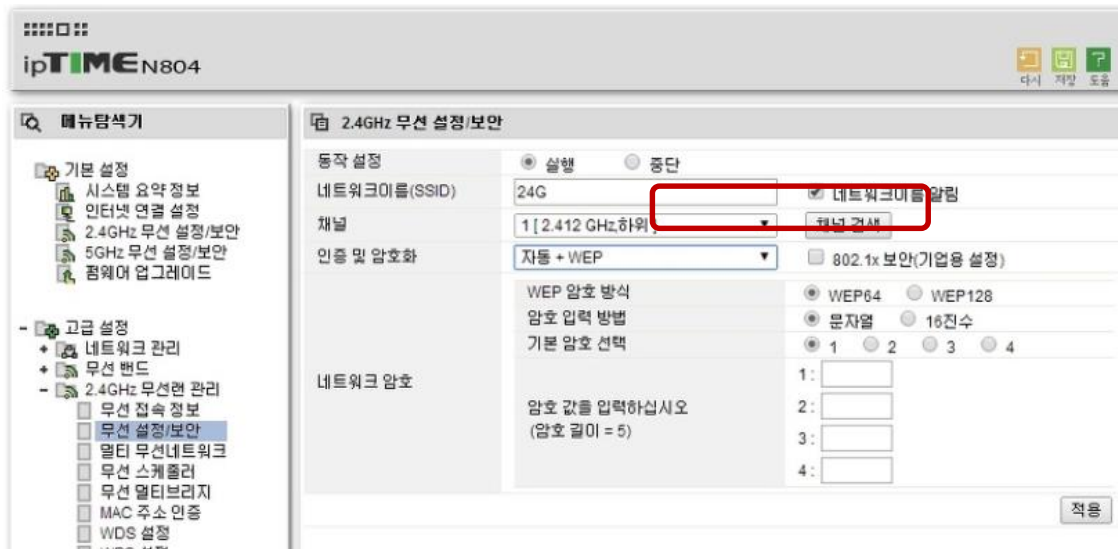 ipTIME N804
다시 저장 도움
메뉴탐색기
기본 설정
시스템 요약 정보
인터넷 연결 설정
2.4GHz 무선 설정/보안
5GHz 무선 설정/보안
펌웨어 업그레이드
- 고급 설정
+ 네트워크 관리
+ 무선 밴드
- 2.4GHz 무선랜 관리
무선 접속 정보
무선 설정/보안
멀티 무선네트워크
무선 스케줄러
무선 멀티브리지
MAC 주소 인증
WDS 설정
2.4GHz 무선 설정/보안
동작 설정 실행 중단
네트워크이름(SSID) 24G 네트워크이름 알림
채널 1 [ 2.412 GHz,하위 ] 채널 검색
인증 및 암호화 자동 + WEP 802.1x 보안(기업용 설정)
네트워크 암호
WEP 암호 방식 WEP64 WEP128
암호 입력 방법 문자열 16진수
기본 암호 선택 1 2 3 4
암호 값을 입력하십시오
(암호 길이 = 5)
1 :
2 :
3 :
4 :
적용